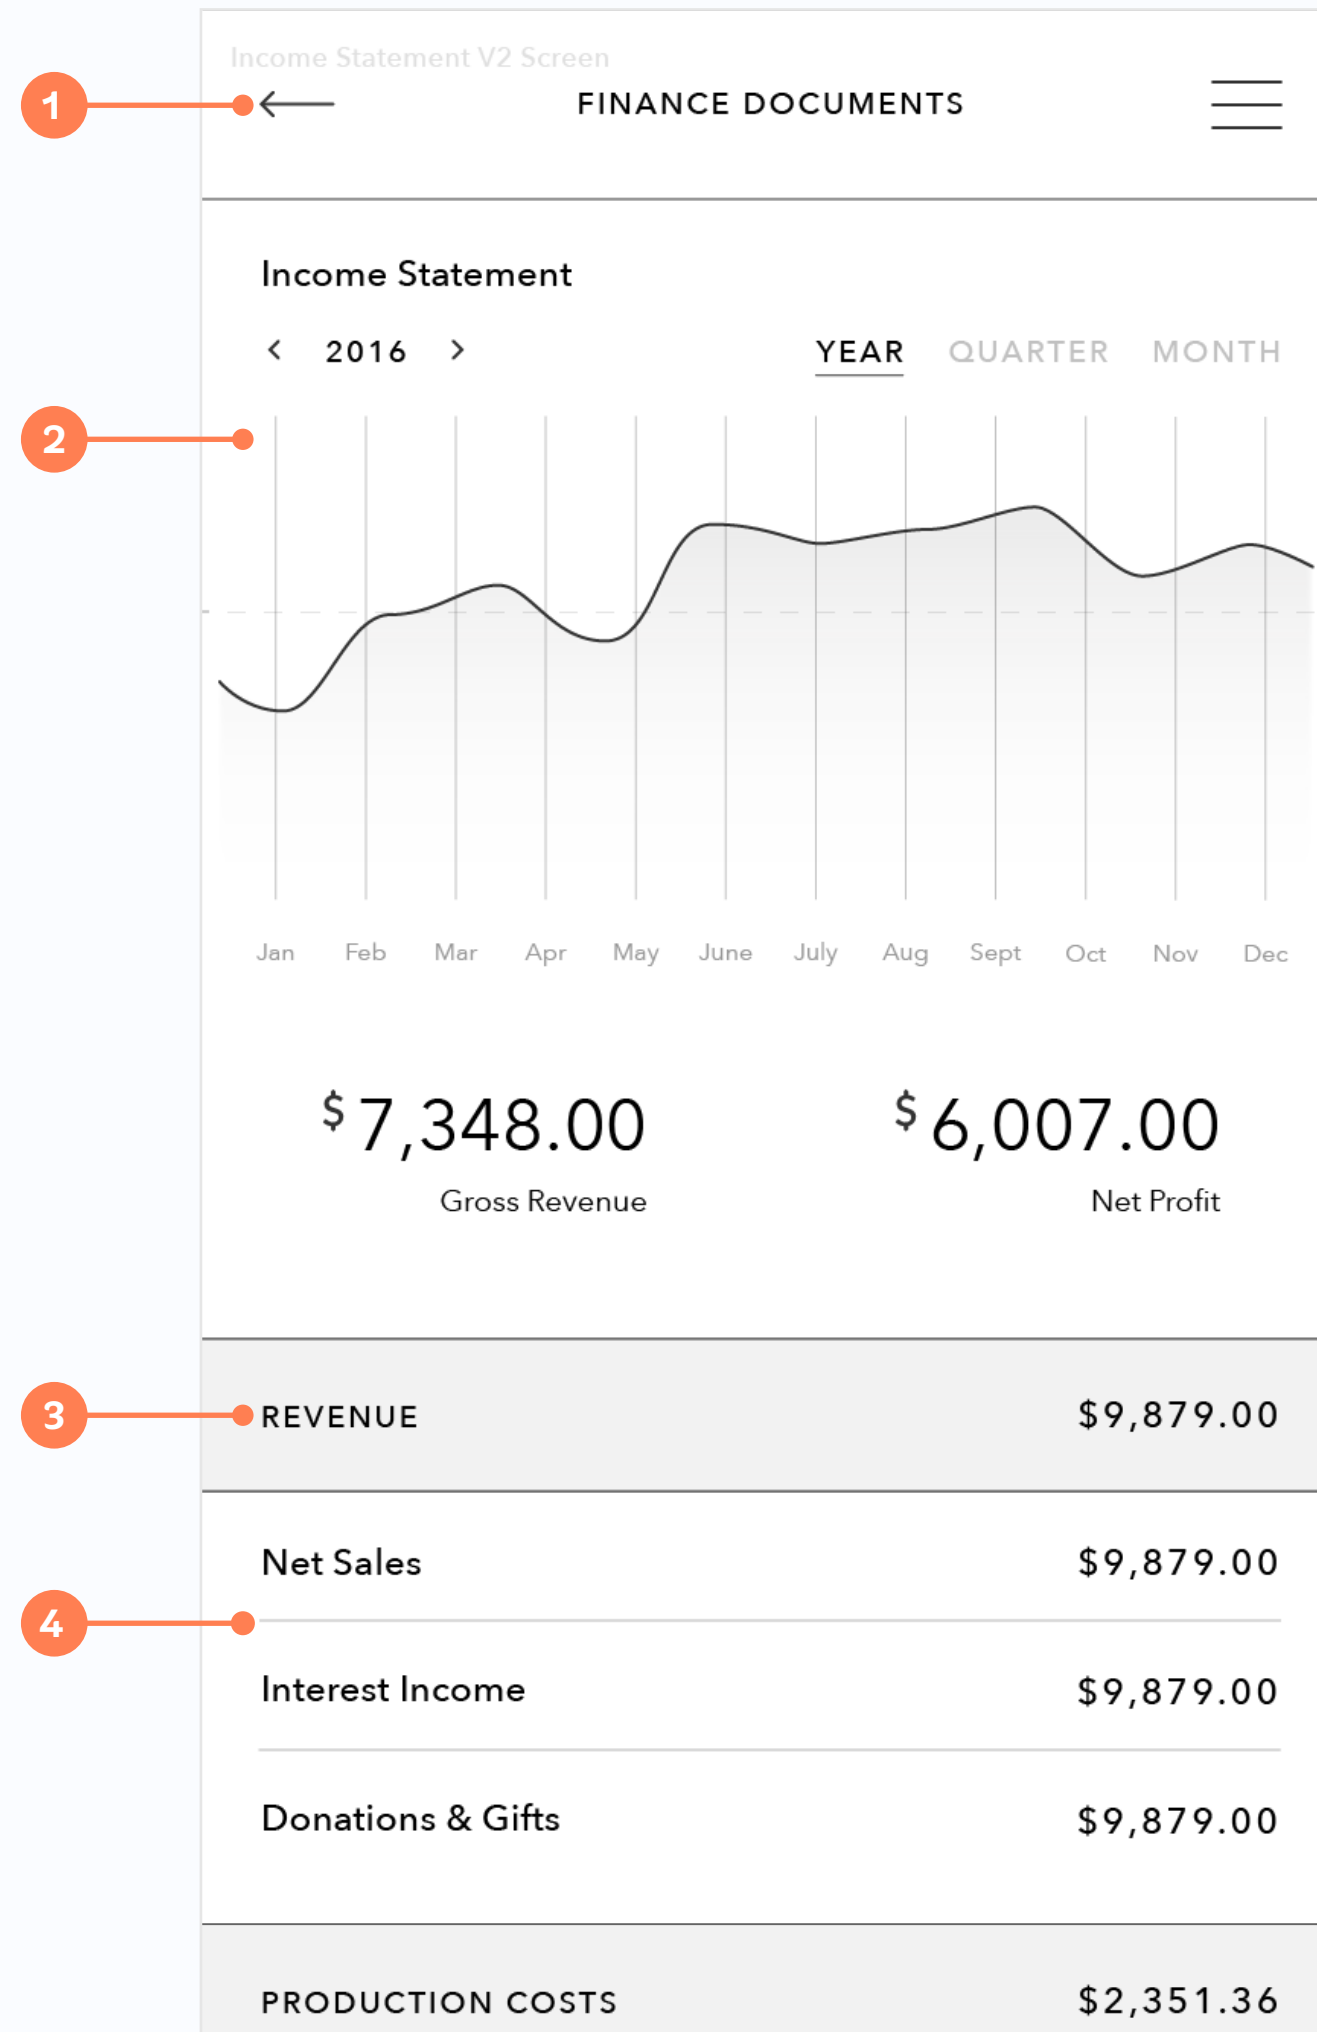 Income Statement V2 Screen
1
FINANCE DOCUMENTS
Income Statement
< 2016 > YEAR QUARTER MONTH
2
Jan Feb Mar Apr May June July Aug Sept Oct Nov Dec
$7,348.00 $6,007.00
Gross Revenue Net Profit
3 REVENUE $9,879.00
Net Sales $9,879.00
4
Interest Income $9,879.00
Donations & Gifts $9,879.00
PRODUCTION COSTS $2,351.36